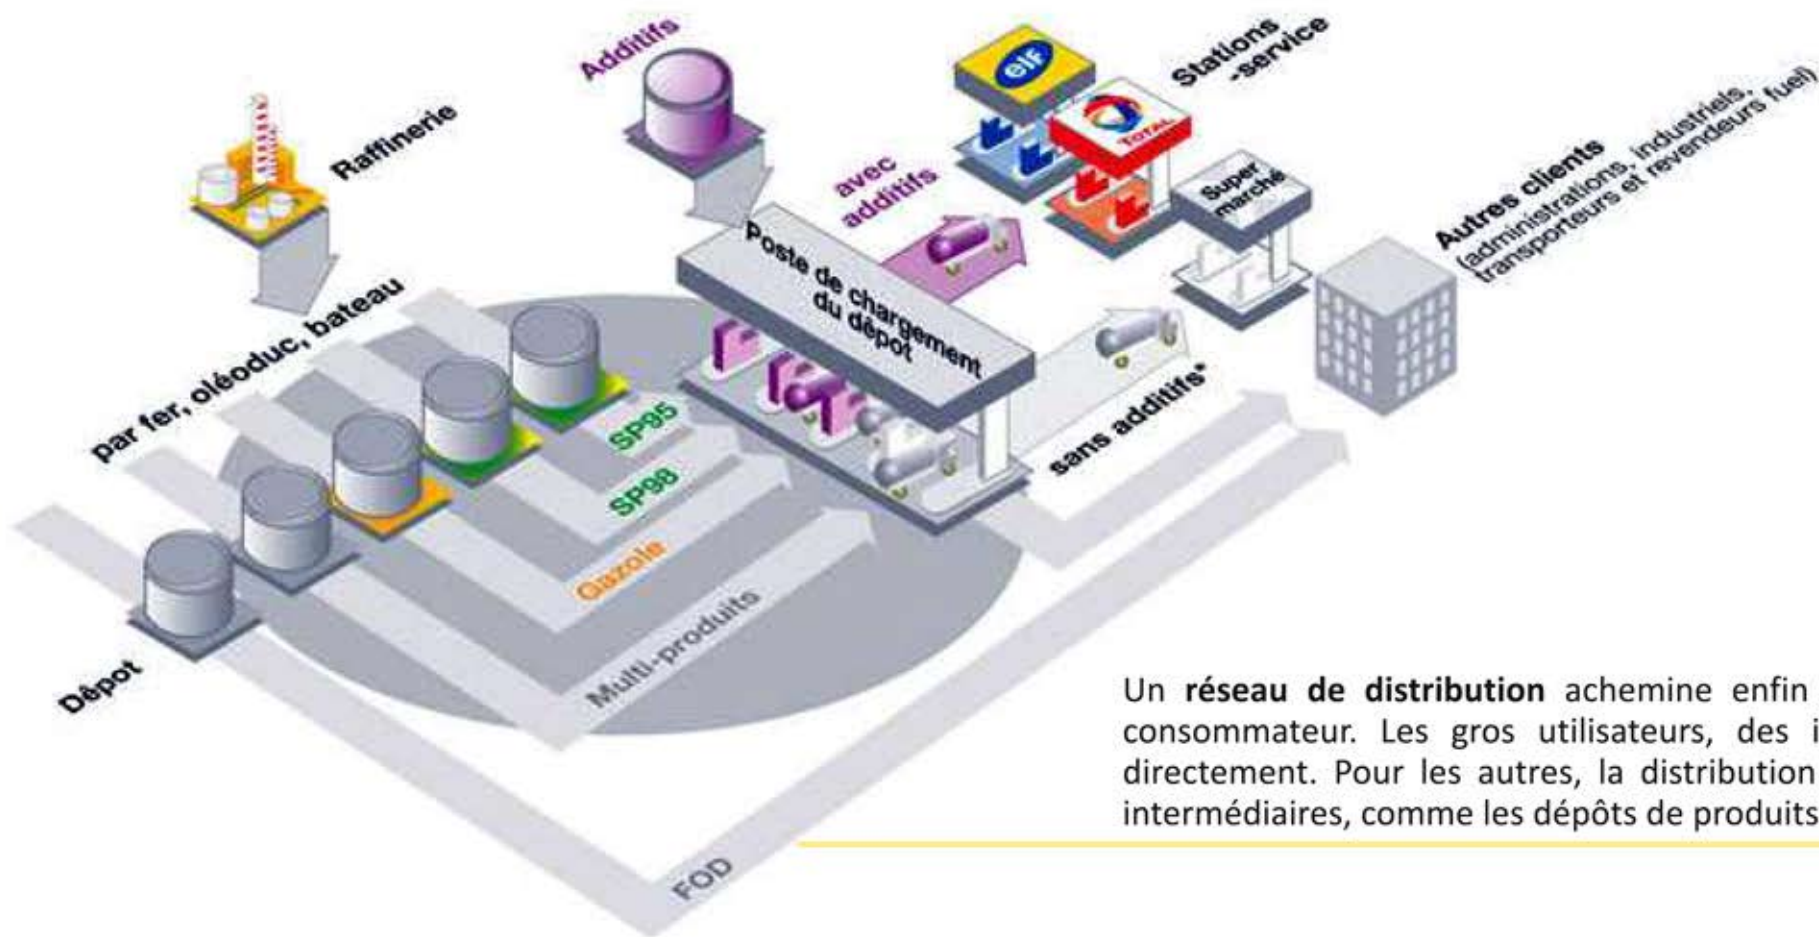 Additifs
Stations
-service
elf
TOTAL
Raffinerie
avec
additifs
Super
marché
Autres clients
(administrations, industriels,
transporteurs et revendeurs fuel)
Poste de chargement
du dépôt
par fer, oléoduc, bateau
SP95
sans additifs*
SP98
Gazole
Multi-produits
Dépot
FOD
Un réseau de distribution achemine enfin
consommateur. Les gros utilisateurs, des i
directement. Pour les autres, la distribution
intermédiaires, comme les dépôts de produits